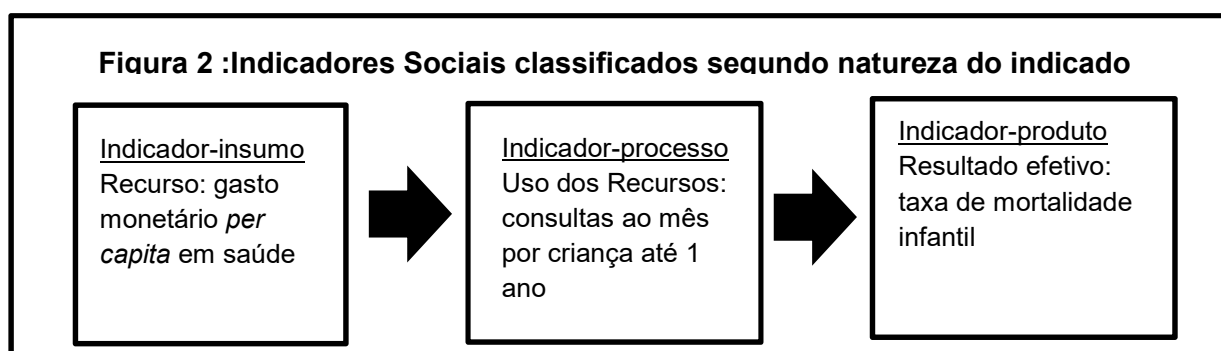 Figura 2 :Indicadores Sociais classificados segundo natureza do indicado
Indicador-insumo
Recurso: gasto
monetário per
capita em saúde
Indicador-processo
Uso dos Recursos:
consultas ao mês
por criança até 1
ano
Indicador-produto
Resultado efetivo:
taxa de mortalidade
infantil